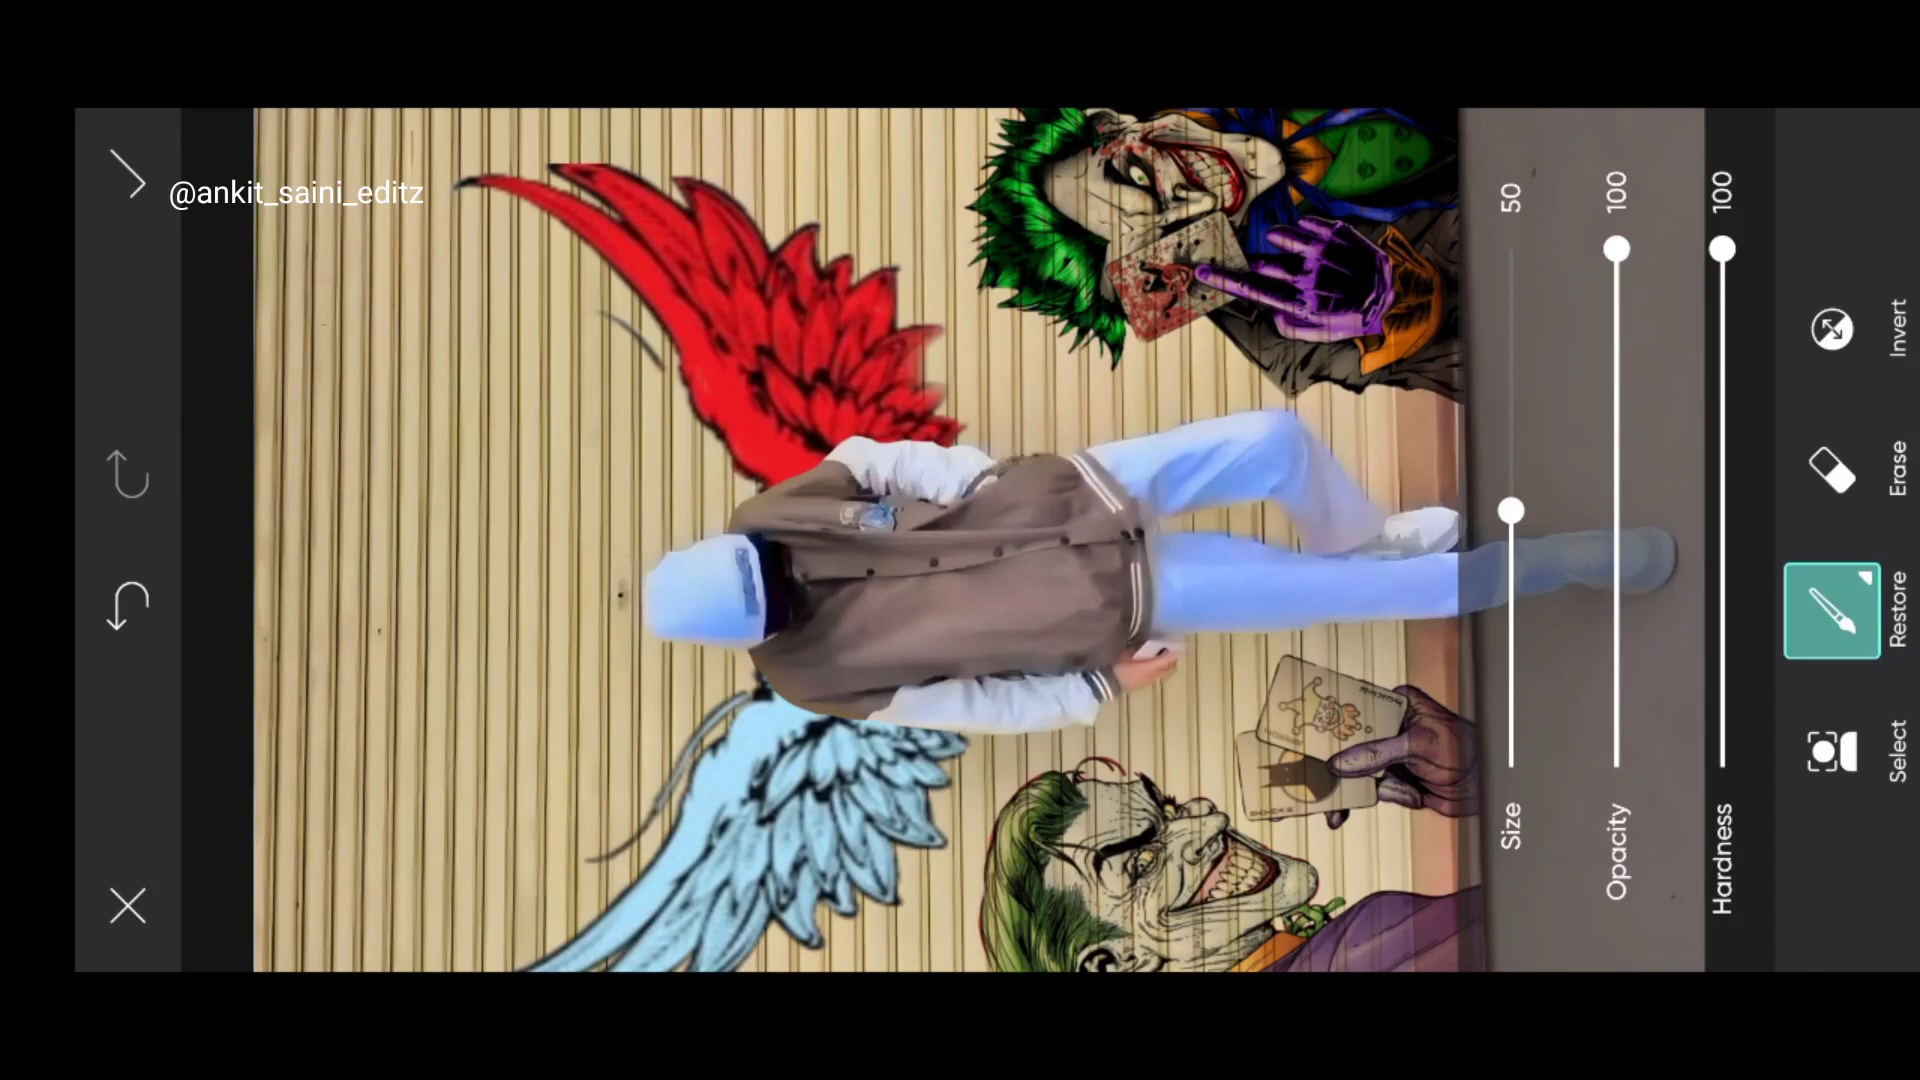 @ankit_saini_editz
Size
50
Opacity
100
Hardness
100
Select
Restore
Erase
Invert